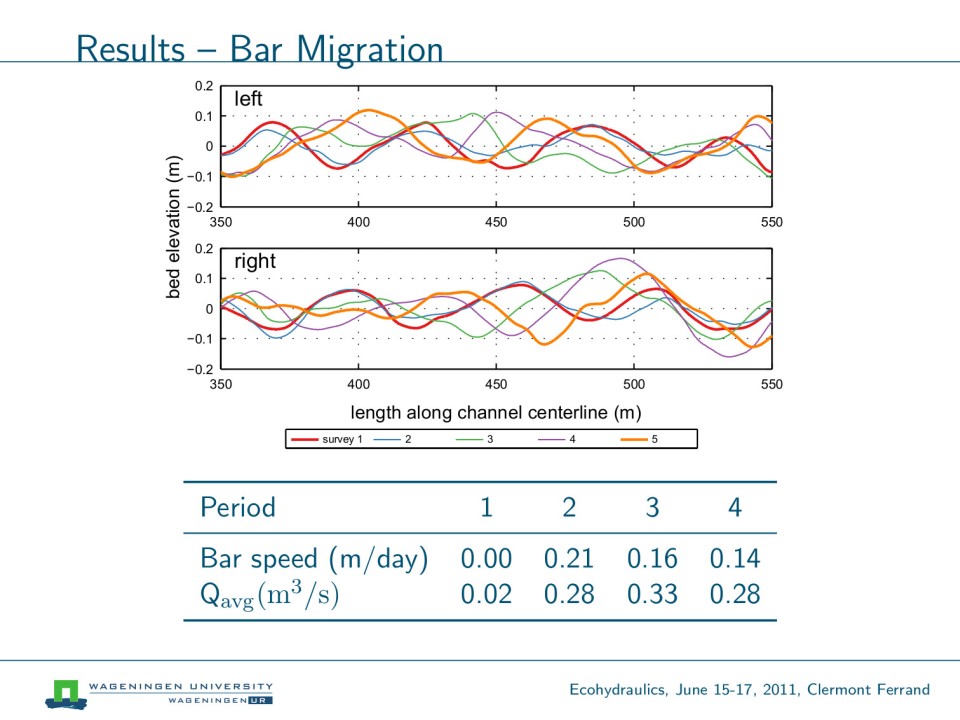 Results – Bar Migration
0.2
left
0.1
0
−0.1
−0.2
350 400 450 500 550
bed elevation (m)
0.2
right
0.1
0
−0.1
−0.2
350 400 450 500 550
length along channel centerline (m)
survey 1 2 3 4 5
Period 1 2 3 4
Bar speed (m/day) 0.00 0.21 0.16 0.14
Qavg(m³/s) 0.02 0.28 0.33 0.28
WAGENINGEN UNIVERSITY
WAGENINGEN UR
Ecohydraulics, June 15-17, 2011, Clermont Ferrand